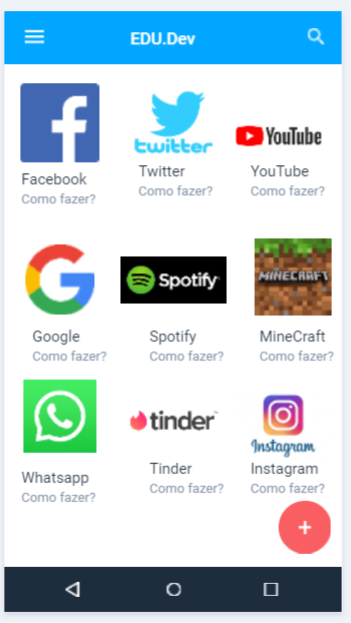 EDU.Dev
twitter
YouTube
Facebook
Como fazer?
Twitter
Como fazer?
YouTube
Como fazer?
Spotify
MINECRAFT
Google
Como fazer?
Spotify
Como fazer?
MineCraft
Como fazer?
tinder
Instagram
Whatsapp
Como fazer?
Tinder
Como fazer?
Instagram
Como fazer?